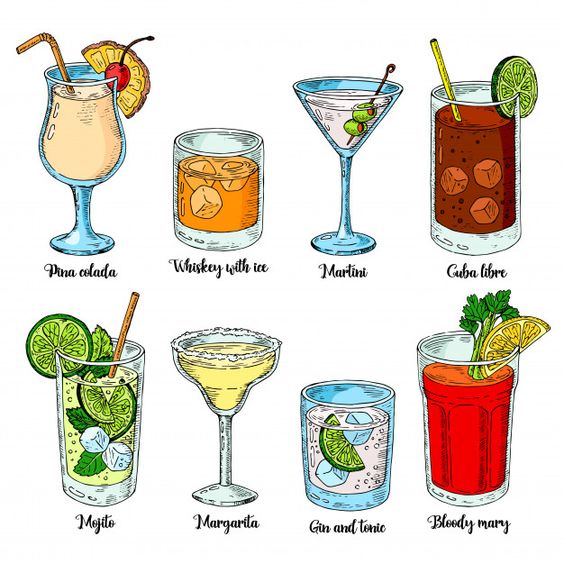 Pina colada
Whiskey with ice
Martini
Cuba libre
Mojito
Margarita
Gin and tonic
Bloody mary